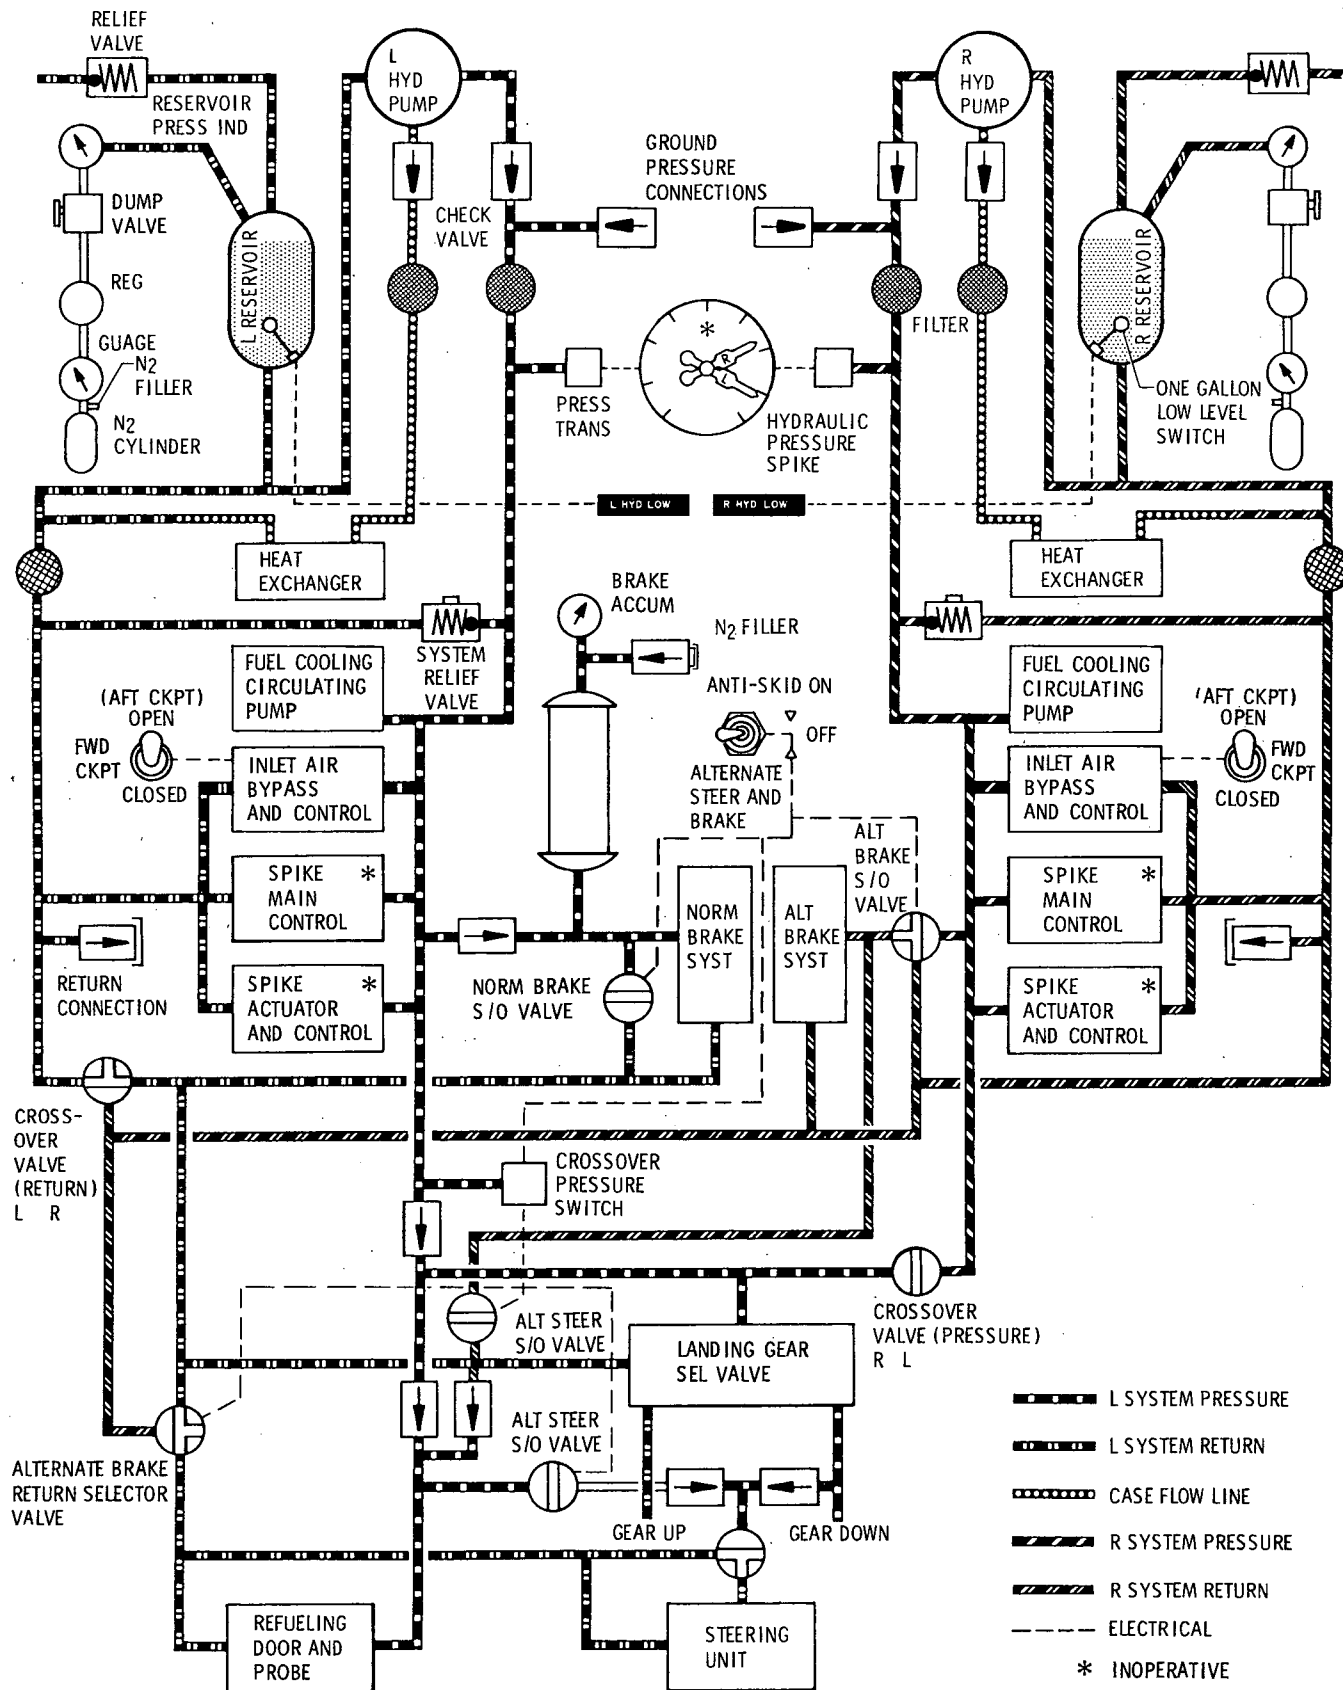 RELIEF
VALVE
L
HYD
PUMP
R
HYD
PUMP
RESERVOIR
PRESS IND
GROUND
PRESSURE
CONNECTIONS
DUMP
VALVE
CHECK
VALVE
L RESERVOIR
R RESERVOIR
REG
FILTER
*
R
L
GUAGE
N2
FILLER
N2
CYLINDER
PRESS
TRANS
HYDRAULIC
PRESSURE
SPIKE
ONE GALLON
LOW LEVEL
SWITCH
L HYD LOW
R HYD LOW
HEAT
EXCHANGER
HEAT
EXCHANGER
BRAKE
ACCUM
N2 FILLER
SYSTEM
RELIEF
VALVE
FUEL COOLING
CIRCULATING
PUMP
FUEL COOLING
CIRCULATING
PUMP
ANTI-SKID ON
OFF
ALTERNATE
STEER AND
BRAKE
(AFT CKPT)
OPEN
FWD
CKPT
CLOSED
(AFT CKPT)
OPEN
FWD
CKPT
CLOSED
INLET AIR
BYPASS
AND CONTROL
INLET AIR
BYPASS
AND CONTROL
SPIKE *
MAIN
CONTROL
SPIKE *
MAIN
CONTROL
ALT
BRAKE
S/O
VALVE
NORM
BRAKE
SYST
ALT
BRAKE
SYST
RETURN
CONNECTION
SPIKE *
ACTUATOR
AND CONTROL
NORM BRAKE
S/O VALVE
SPIKE *
ACTUATOR
AND CONTROL
CROSS-
OVER
VALVE
(RETURN)
L R
CROSSOVER
PRESSURE
SWITCH
CROSSOVER
VALVE (PRESSURE)
R L
ALT STEER
S/O VALVE
LANDING GEAR
SEL VALVE
ALT STEER
S/O VALVE
ALTERNATE BRAKE
RETURN SELECTOR
VALVE
GEAR UP
GEAR DOWN
REFUELING
DOOR AND
PROBE
STEERING
UNIT
L SYSTEM PRESSURE
L SYSTEM RETURN
CASE FLOW LINE
R SYSTEM PRESSURE
R SYSTEM RETURN
ELECTRICAL
* INOPERATIVE